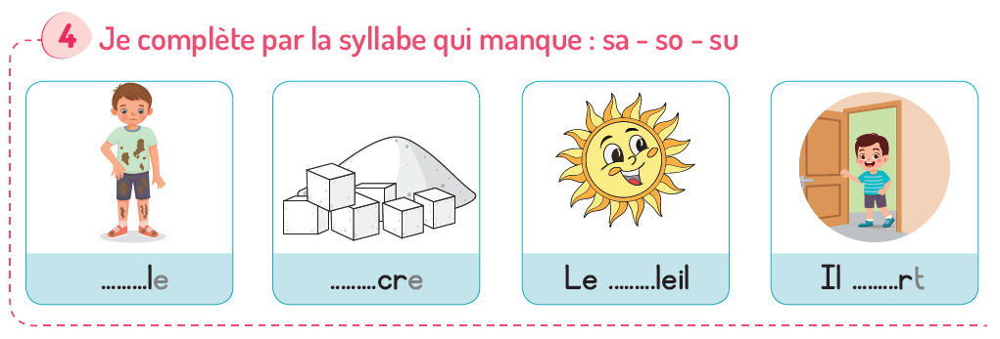 4 Je complète par la syllabe qui manque : sa - so - su
.........le
.........cre
Le .........leil
Il .........rt